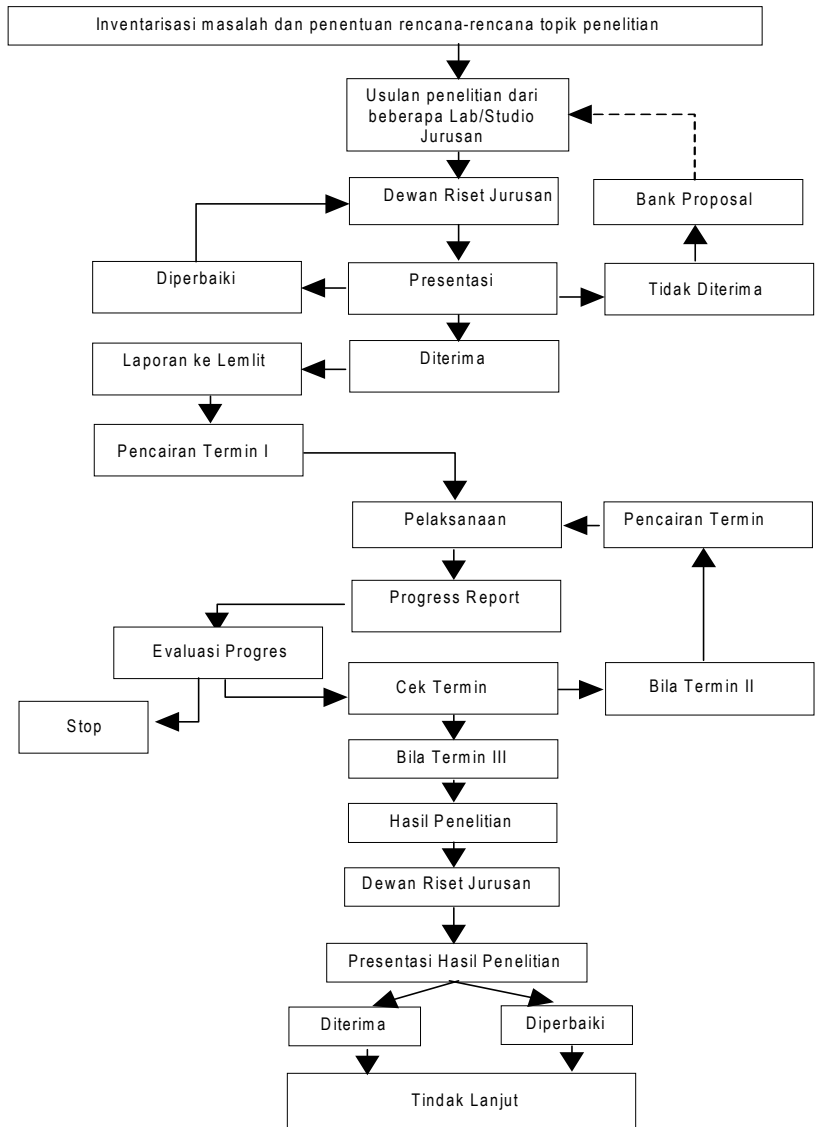 Inventarisasi masalah dan penentuan rencana-rencana topik penelitian
Usulan penelitian dari
beberapa Lab/Studio
Jurusan
Dewan Riset Jurusan
Bank Proposal
Diperbaiki
Presentasi
Tidak Diterima
Laporan ke Lemlit
Diterima
Pencairan Termin I
Pelaksanaan
Pencairan Termin
Progress Report
Evaluasi Progres
Cek Termin
Bila Termin II
Stop
Bila Termin III
Hasil Penelitian
Dewan Riset Jurusan
Presentasi Hasil Penelitian
Diterima
Diperbaiki
Tindak Lanjut